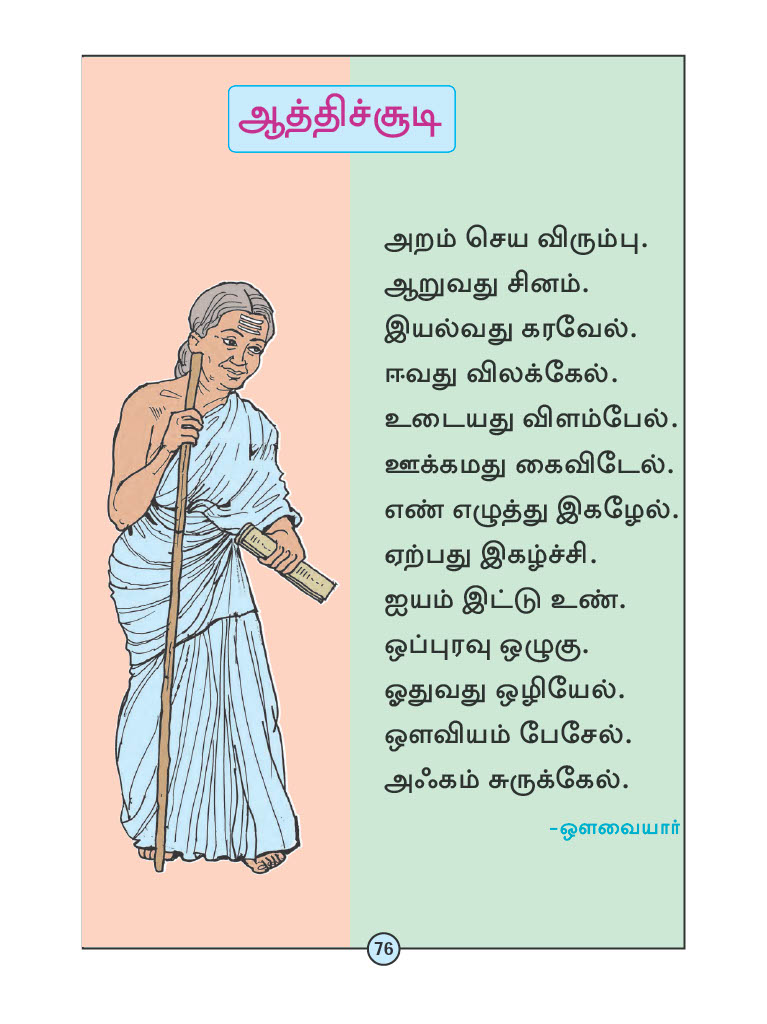 ஆத்திச்சூடி
அறம் செய விரும்பு.
ஆறுவது சினம்.
இயல்வது கரவேல்.
ஈவது விலக்கேல்.
உடையது விளம்பேல்.
ஊக்கமது கைவிடேல்.
எண் எழுத்து இகழேல்.
ஏற்பது இகழ்ச்சி.
ஐயம் இட்டு உண்.
ஒப்புரவு ஒழுகு.
ஓதுவது ஒழியேல்.
ஔவியம் பேசேல்.
அஃகம் சுருக்கேல்.
-ஔவையார்
76